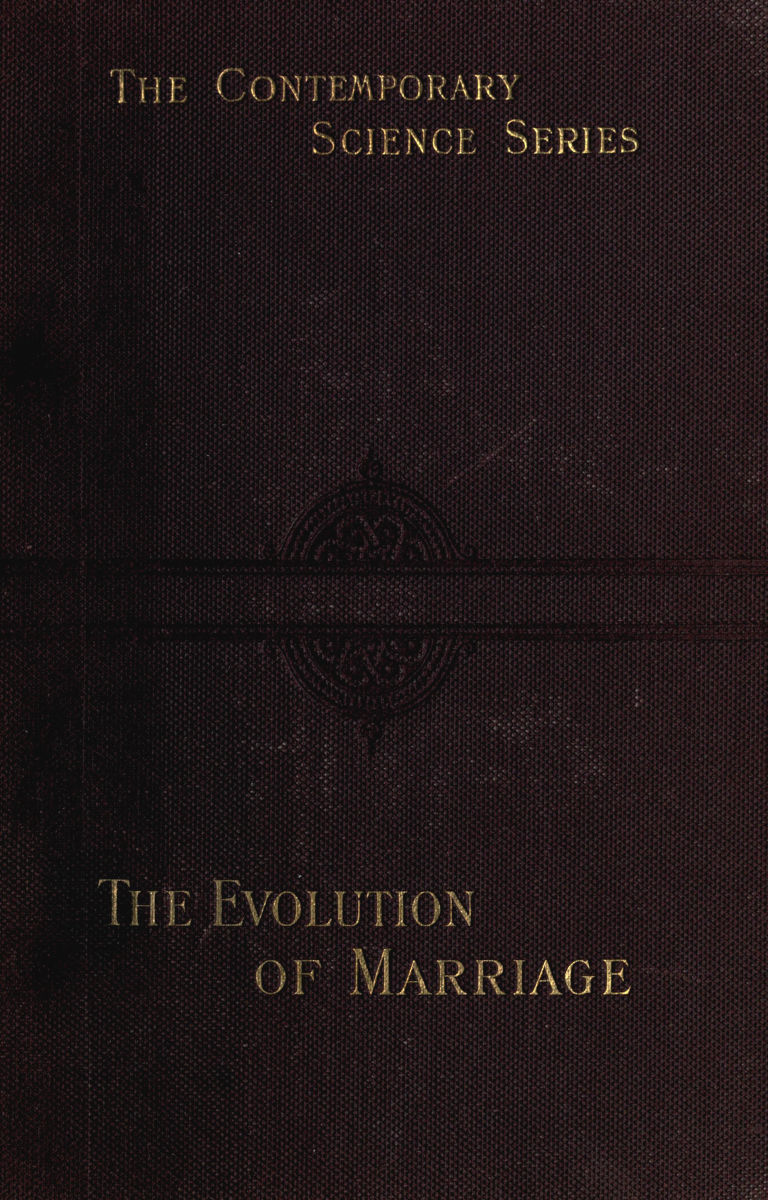 The Contemporary
Science Series
The Evolution
of Marriage